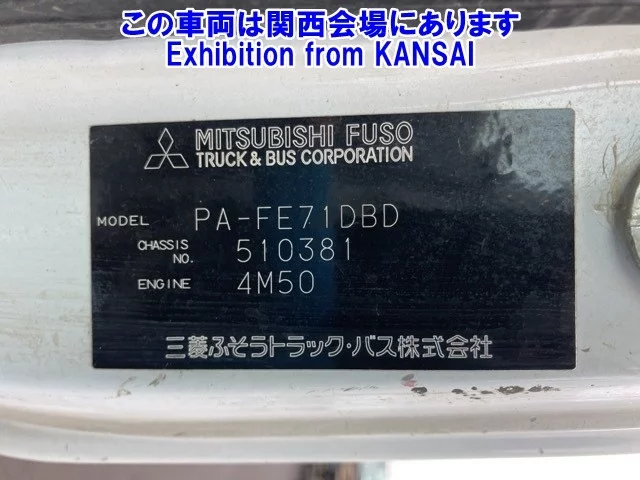 この車両は関西会場にあります
Exhibition from KANSAI
MITSUBISHI FUSO
TRUCK & BUS CORPORATION
MODEL PA-FE71DBD
CHASSIS NO. 510381
ENGINE 4M50
三菱ふそうトラック・バス株式会社